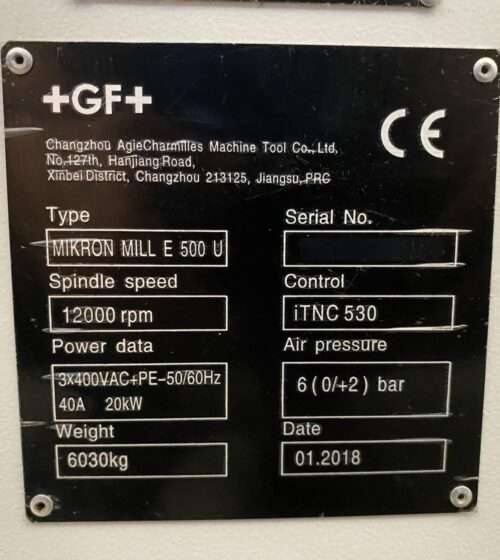 +GF+
CE
Changzhou AgieCharmilles Machine Tool Co., Ltd,
No,127th, Hanjiang Road,
Xinbei District, Changzhou 213125, Jiangsu, PRC
Type
MIKRON MILL E 500 U
Serial No.
Spindle speed
12000 rpm
Control
iTNC 530
Power data
3x400VAC+PE-50/60Hz
40A 20kW
Air pressure
6 ( 0/+2 ) bar
Weight
6030kg
Date
01.2018